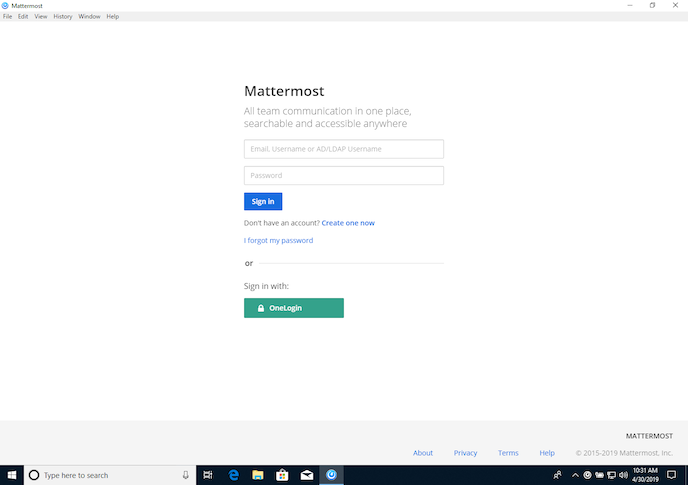 Mattermost
File Edit View History Window Help
Mattermost
All team communication in one place,
searchable and accessible anywhere
Email, Username or AD/LDAP Username
Password
Sign in
Don't have an account? Create one now
I forgot my password
or
Sign in with:
OneLogin
MATTERMOST
About Privacy Terms Help © 2015-2019 Mattermost, Inc.
Type here to search
10:31 AM
4/30/2019